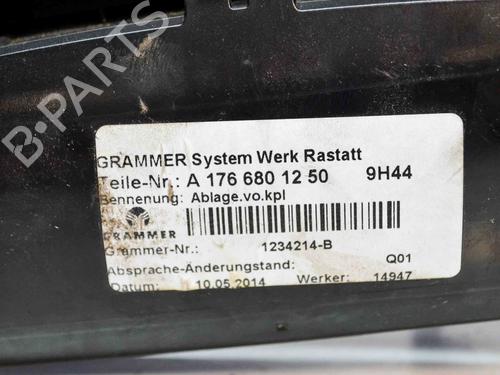 B-PARTS
GRAMMER System Werk Rastatt
Teile-Nr.: A 176 680 12 50 9H44
Bennenung: Ablage.vo.kpl
GRAMMER
Grammer-Nr.: 1234214-B
Absprache-Änderungstand: Q01
Datum: 10.05.2014 Werker: 14947